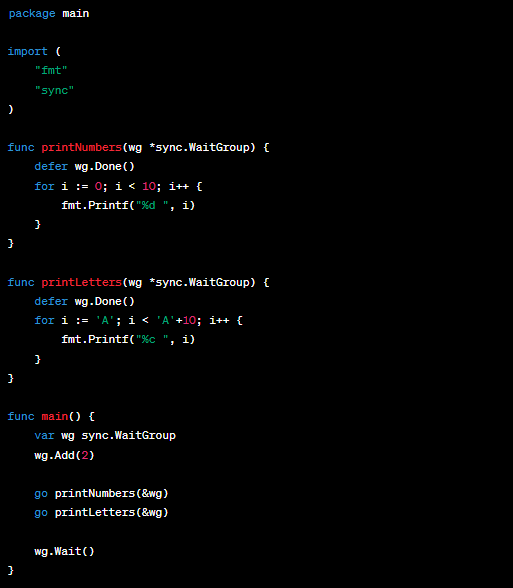 package main
import (
"fmt"
"sync"
)
func printNumbers(wg *sync.WaitGroup) {
defer wg.Done()
for i := 0; i < 10; i++ {
fmt.Printf("%d ", i)
}
}
func printLetters(wg *sync.WaitGroup) {
defer wg.Done()
for i := 'A'; i < 'A'+10; i++ {
fmt.Printf("%c ", i)
}
}
func main() {
var wg sync.WaitGroup
wg.Add(2)
go printNumbers(&wg)
go printLetters(&wg)
wg.Wait()
}